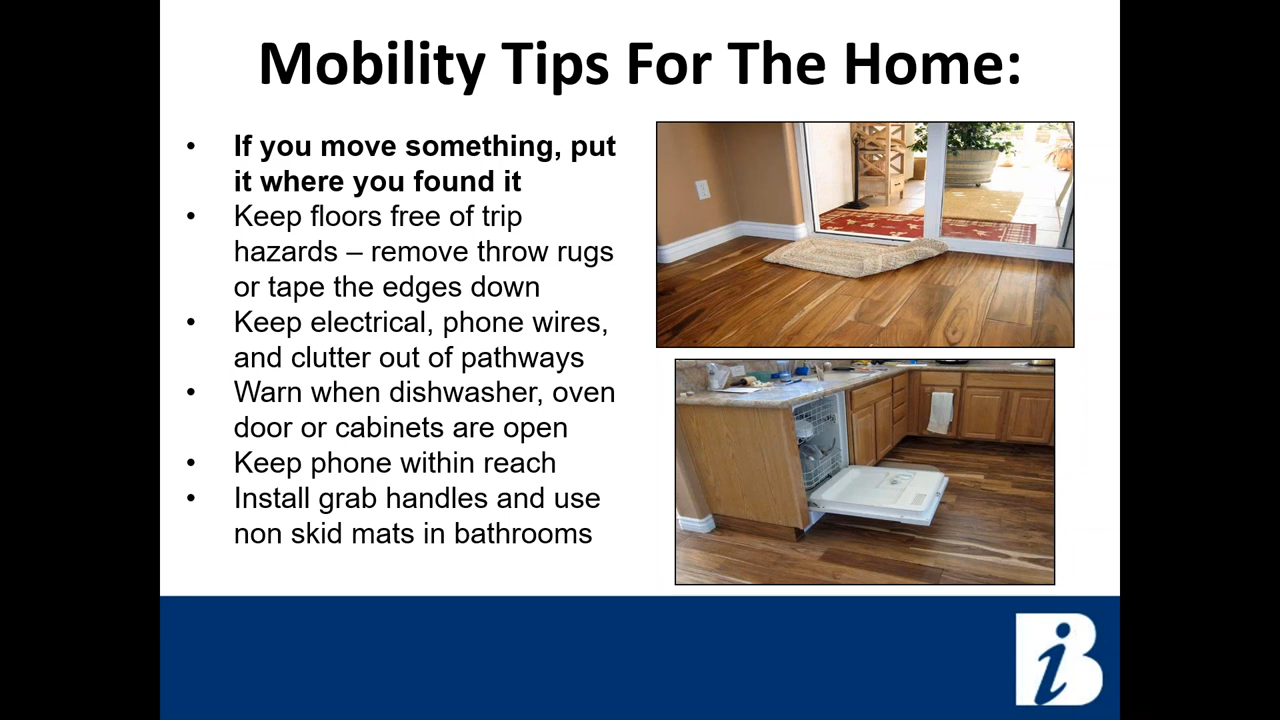 Mobility Tips For The Home:
• If you move something, put
it where you found it
• Keep floors free of trip
hazards – remove throw rugs
or tape the edges down
• Keep electrical, phone wires,
and clutter out of pathways
• Warn when dishwasher, oven
door or cabinets are open
• Keep phone within reach
• Install grab handles and use
non skid mats in bathrooms
iB